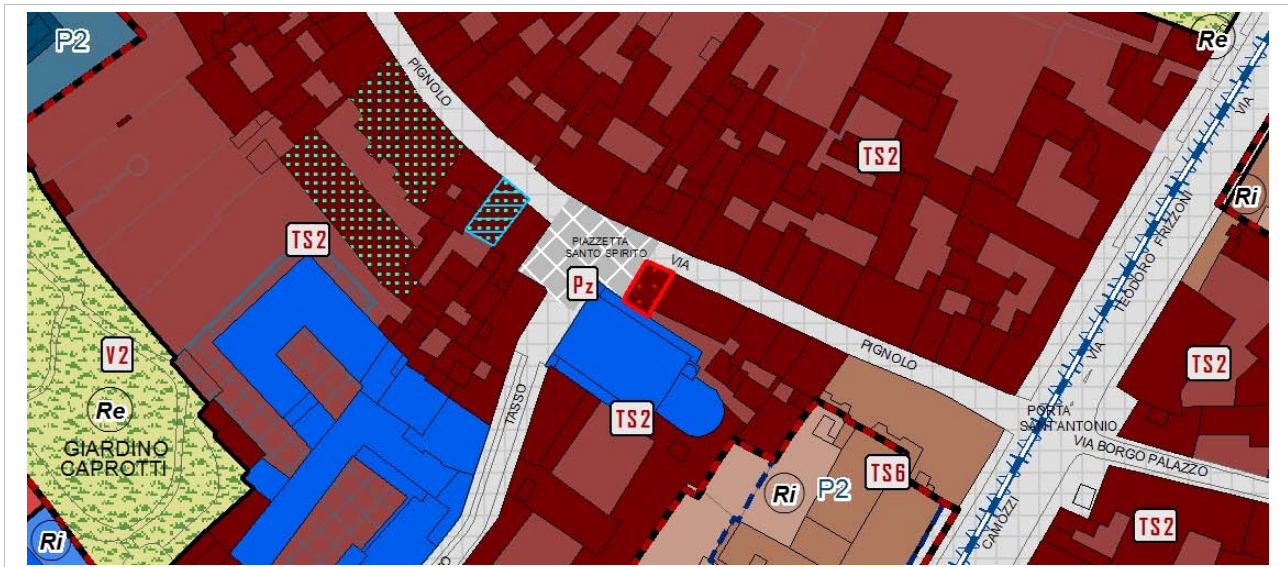 P2
PIGNOLO
Re
VIA
TS2
Ri
TEODORO FRIZZONI
VIA
TS2
PIAZZETTA
SANTO SPIRITO
VIA
Pz
V2
Re
GIARDINO
CAPROTTI
TASSO
TS2
PIGNOLO
TS2
PORTA
SANT'ANTONIO
VIA BORGO PALAZZO
TS6
Ri
P2
CAMOZZI
TS2
Ri